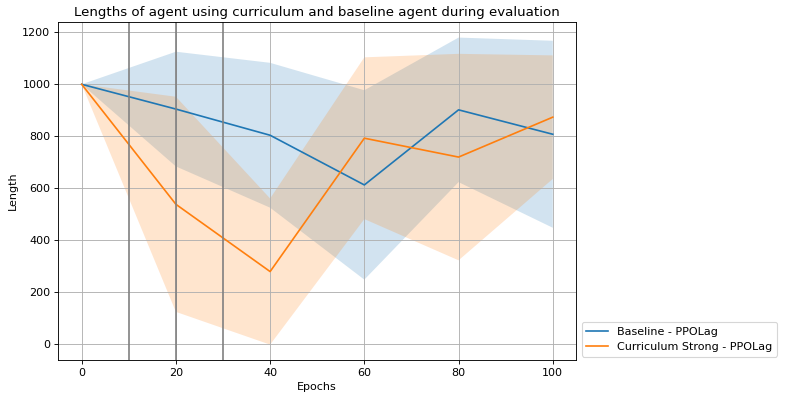 Lengths of agent using curriculum and baseline agent during evaluation
1200
1000
800
600
400
200
0
Length
0 20 40 60 80 100
Epochs
Baseline - PPOLag
Curriculum Strong - PPOLag